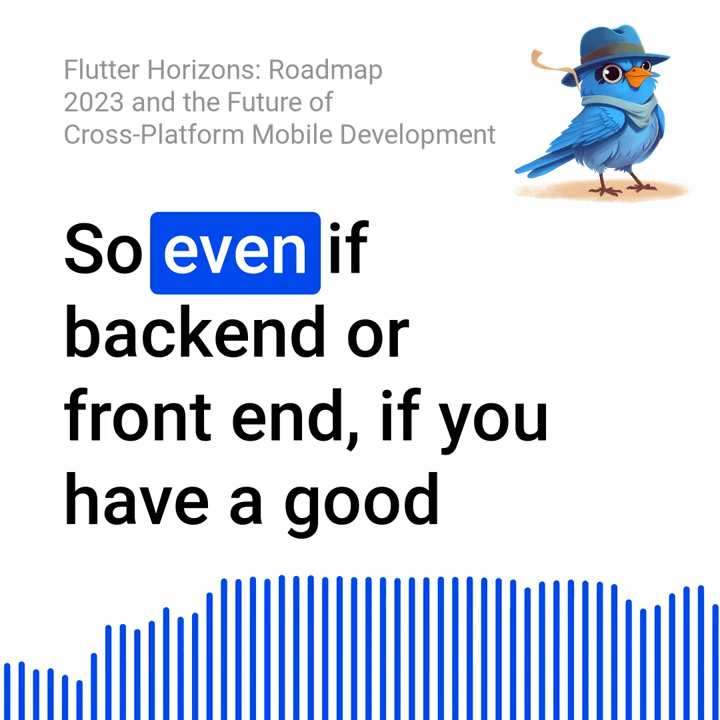 Flutter Horizons: Roadmap
2023 and the Future of
Cross-Platform Mobile Development
So even if
backend or
front end, if you
have a good